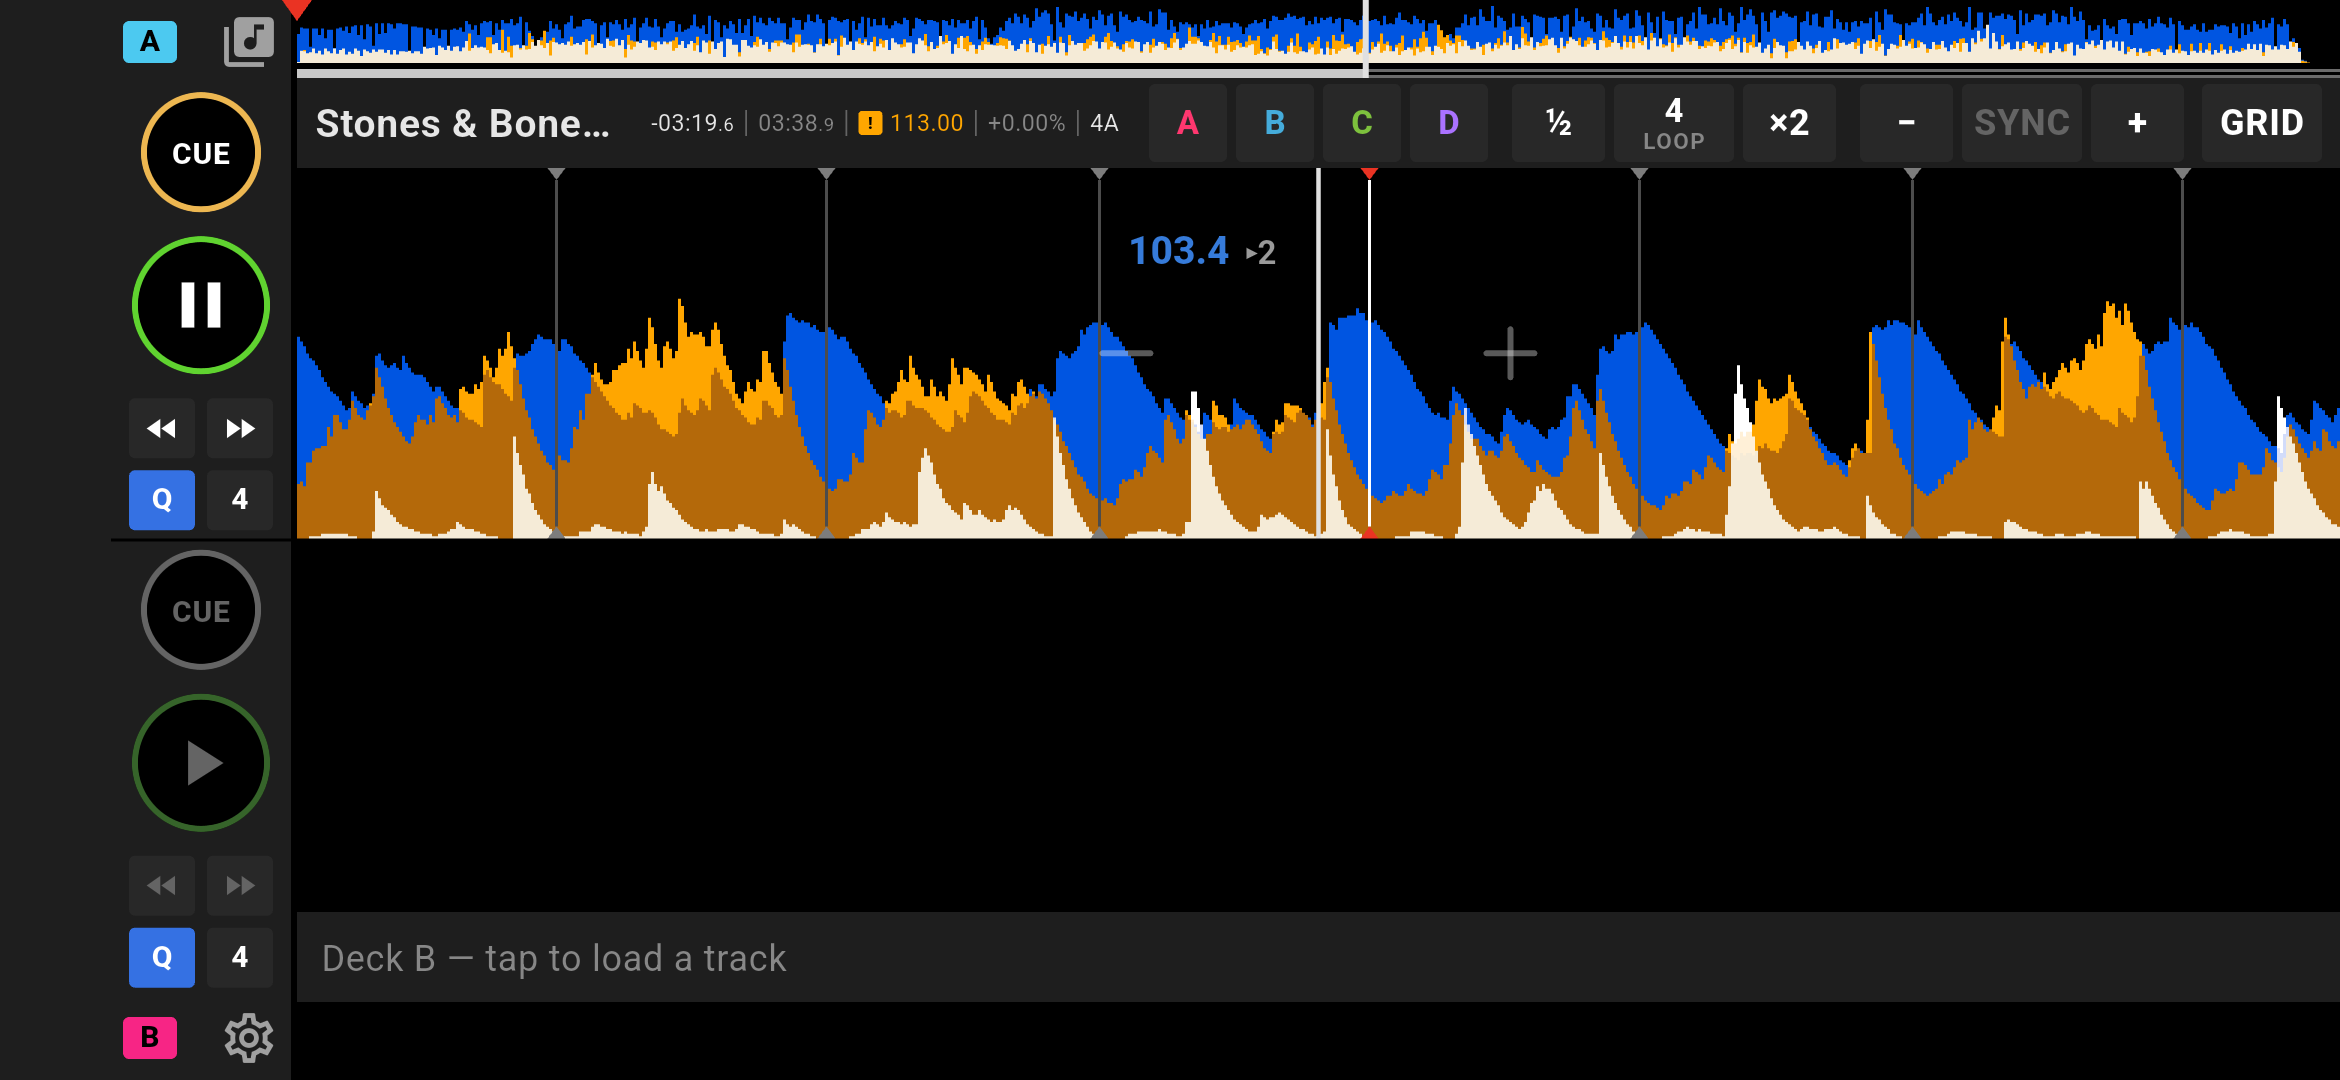 A
CUE
Q 4
Stones & Bone... -03:19.6 | 03:38.9 | ! 113.00 | +0.00% | 4A A B C D ½ 4 LOOP ×2 − SYNC + GRID
103.4 ▸2
CUE
Q 4
Deck B — tap to load a track
B